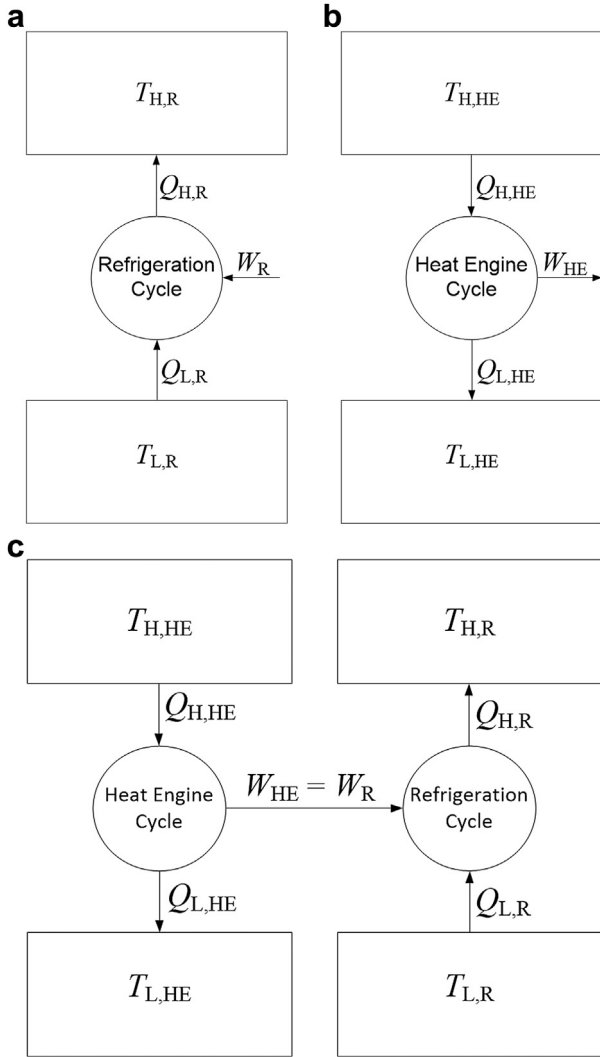 a
T_H,R
Q_H,R
Refrigeration
Cycle
W_R
Q_L,R
T_L,R
b
T_H,HE
Q_H,HE
Heat Engine
Cycle
W_HE
Q_L,HE
T_L,HE
c
T_H,HE
Q_H,HE
Heat Engine
Cycle
W_HE = W_R
Q_L,HE
T_L,HE
T_H,R
Q_H,R
Refrigeration
Cycle
Q_L,R
T_L,R